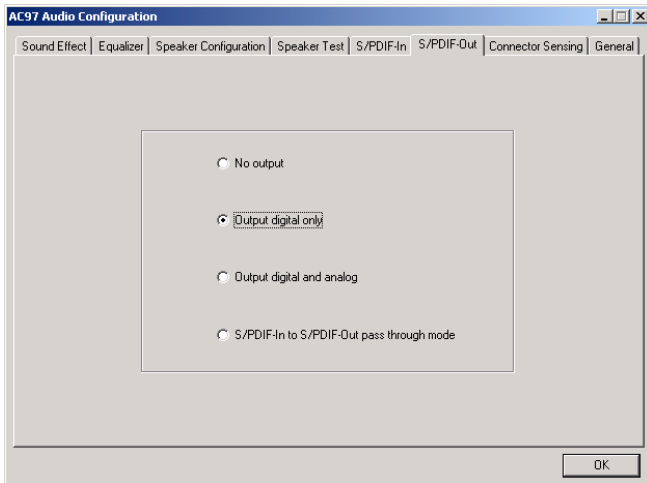 AC97 Audio Configuration
Sound Effect Equalizer Speaker Configuration Speaker Test S/PDIF-In S/PDIF-Out Connector Sensing General
No output
Output digital only
Output digital and analog
S/PDIF-In to S/PDIF-Out pass through mode
OK